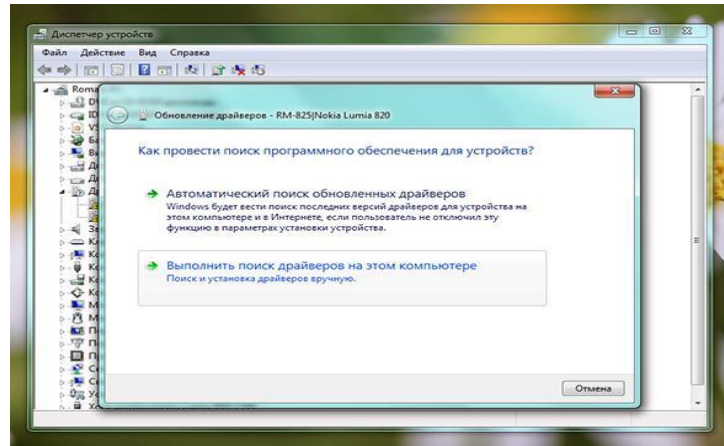 Диспетчер устройств
Файл Действие Вид Справка
Roma
Обновление драйверов - RM-825|Nokia Lumia 820
Как провести поиск программного обеспечения для устройств?
Автоматический поиск обновленных драйверов
Windows будет вести поиск последних версий драйверов для устройства на
этом компьютере и в Интернете, если пользователь не отключил эту
функцию в параметрах установки устройства.
Выполнить поиск драйверов на этом компьютере
Поиск и установка драйверов вручную.
Отмена